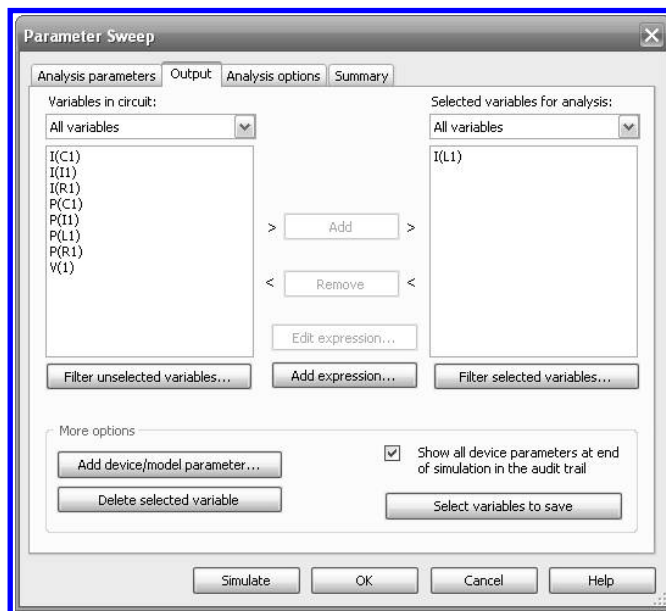 Parameter Sweep
Analysis parameters Output Analysis options Summary
Variables in circuit:
All variables
I(C1)
I(I1)
I(R1)
P(C1)
P(I1)
P(L1)
P(R1)
V(1)
> Add >
< Remove <
Edit expression...
Add expression...
Selected variables for analysis:
All variables
I(L1)
Filter unselected variables...
Filter selected variables...
More options
Add device/model parameter...
Delete selected variable
Show all device parameters at end
of simulation in the audit trail
Select variables to save
Simulate OK Cancel Help